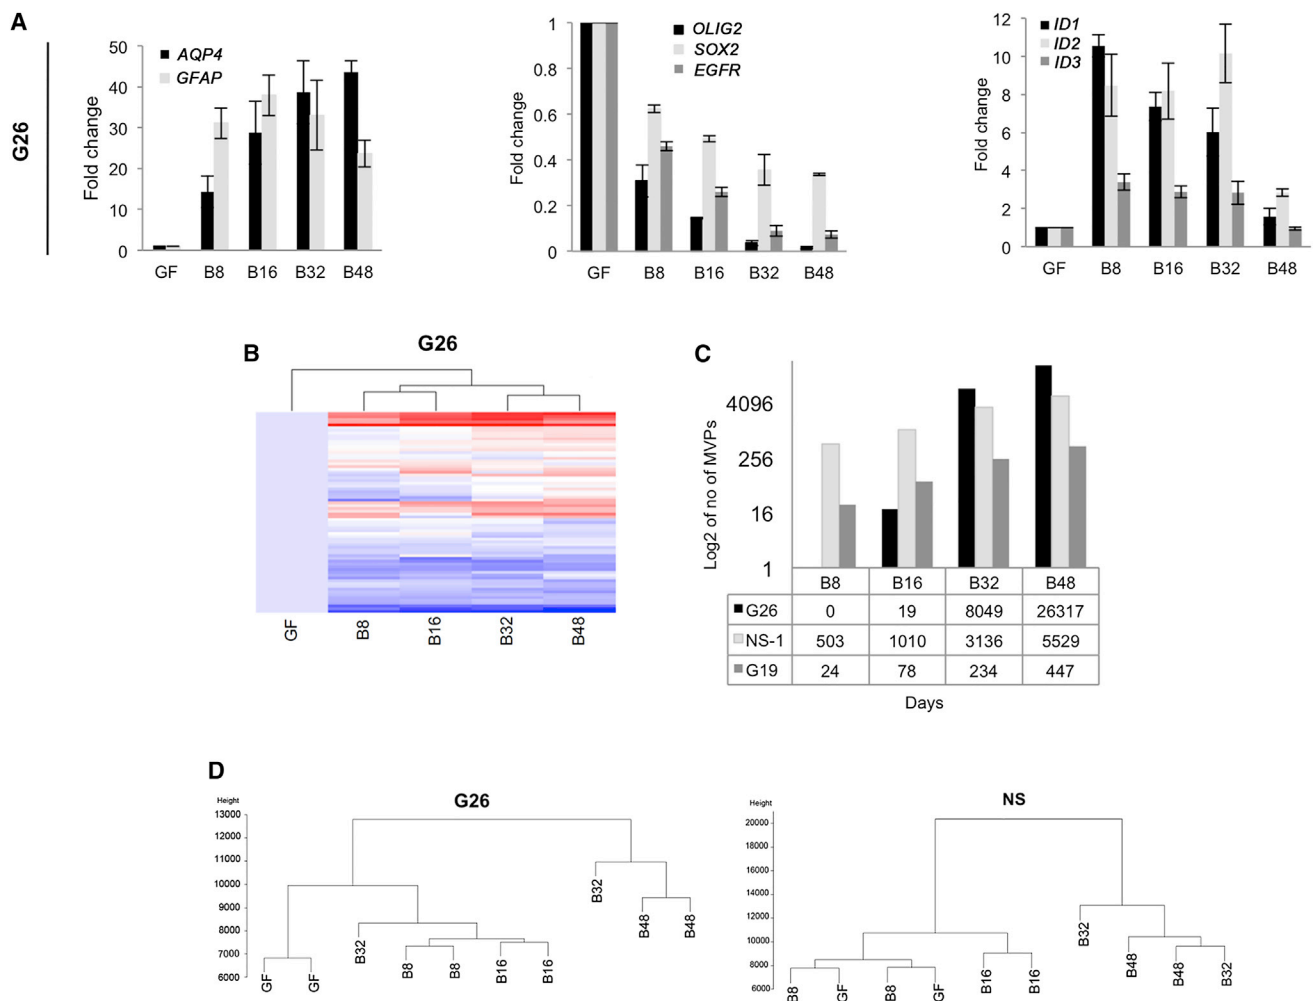 A
G26
Fold change
50
40
30
20
10
0
AQP4
GFAP
GF B8 B16 B32 B48
Fold change
1
0.8
0.6
0.4
0.2
0
OLIG2
SOX2
EGFR
GF B8 B16 B32 B48
Fold change
12
10
8
6
4
2
0
ID1
ID2
ID3
GF B8 B16 B32 B48
B
G26
GF B8 B16 B32 B48
C
Log2 of no of MVPs
4096
256
16
1
B8 B16 B32 B48
G26 0 19 8049 26317
NS-1 503 1010 3136 5529
G19 24 78 234 447
Days
D
G26
Height
13000
12000
11000
10000
9000
8000
7000
6000
GF GF B32 B8 B8 B16 B16 B32 B48 B48
NS
Height
20000
18000
16000
14000
12000
10000
8000
6000
B8 GF B8 GF B16 B16 B32 B48 B48 B32